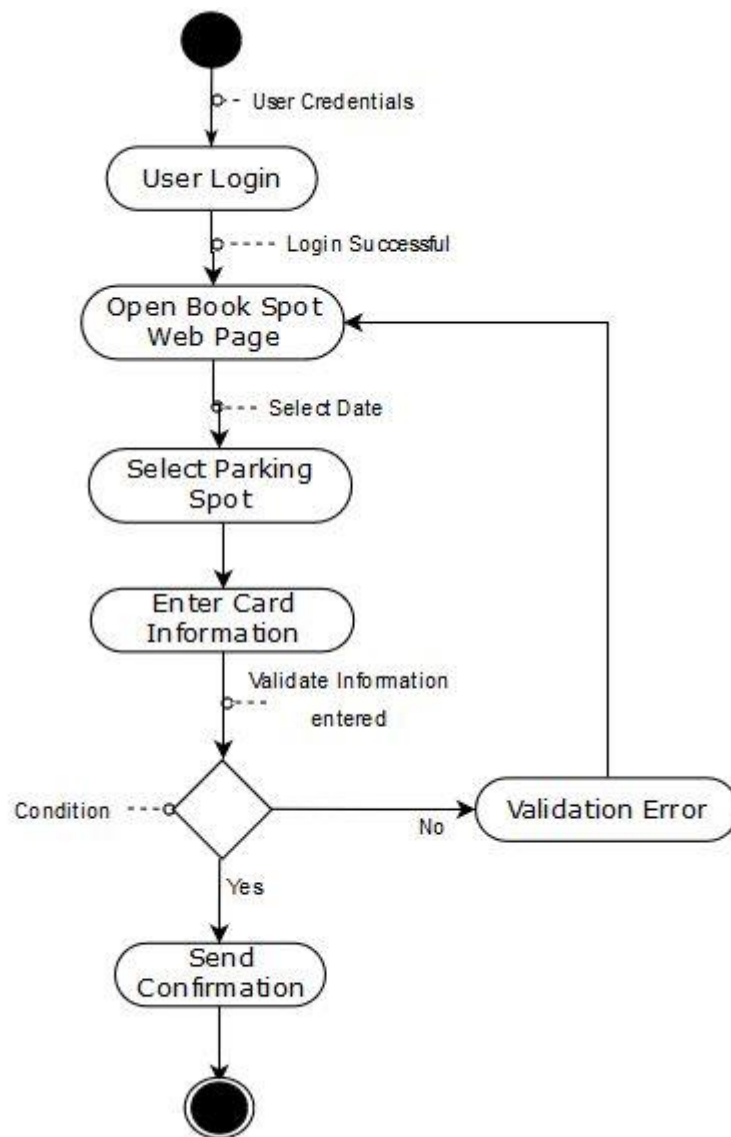 User Credentials
User Login
Login Successful
Open Book Spot
Web Page
Select Date
Select Parking
Spot
Enter Card
Information
Validate Information
entered
Condition
No
Validation Error
Yes
Send
Confirmation